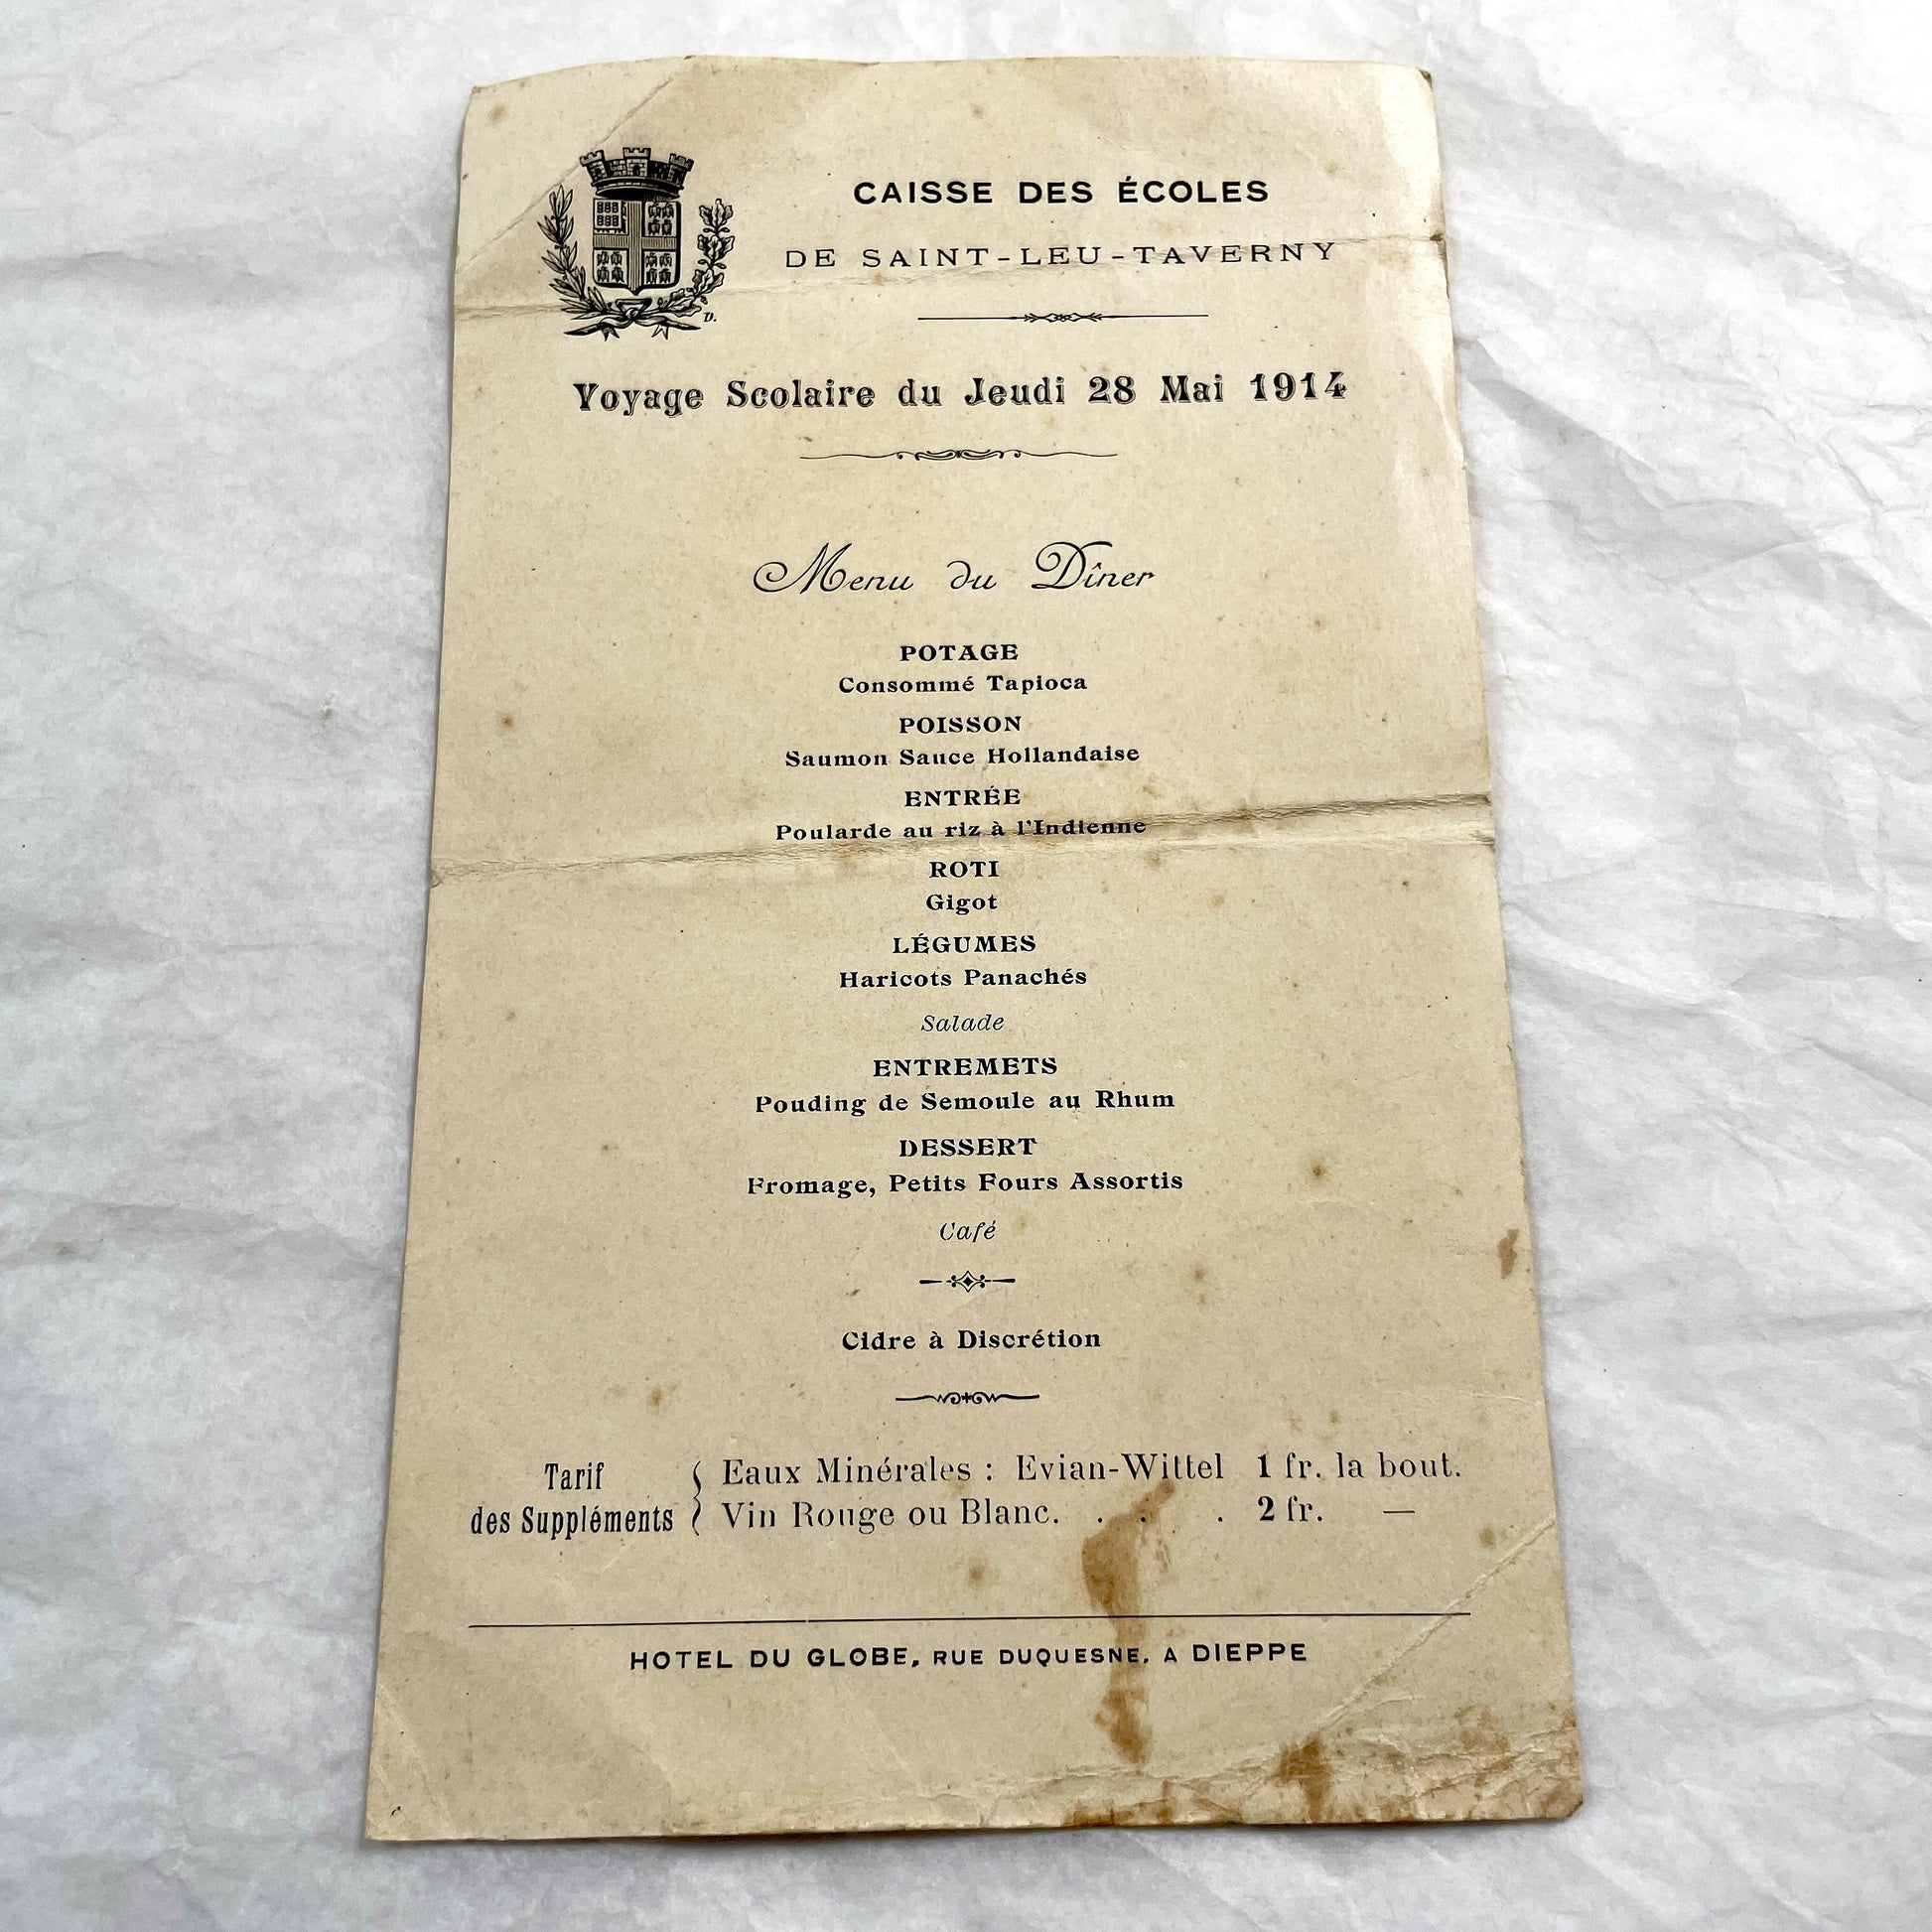 CAISSE DES ÉCOLES
DE SAINT-LEU-TAVERNY
D.
Voyage Scolaire du Jeudi 28 Mai 1914
Menu du Dîner
POTAGE
Consommé Tapioca
POISSON
Saumon Sauce Hollandaise
ENTRÉE
Poularde au riz à l'Indienne
ROTI
Gigot
LÉGUMES
Haricots Panachés
Salade
ENTREMETS
Pouding de Semoule au Rhum
DESSERT
Fromage, Petits Fours Assortis
Café
Cidre à Discrétion
Tarif des Suppléments
Eaux Minérales : Evian-Wittel 1 fr. la bout.
Vin Rouge ou Blanc. . . . 2 fr. —
HOTEL DU GLOBE, RUE DUQUESNE, A DIEPPE